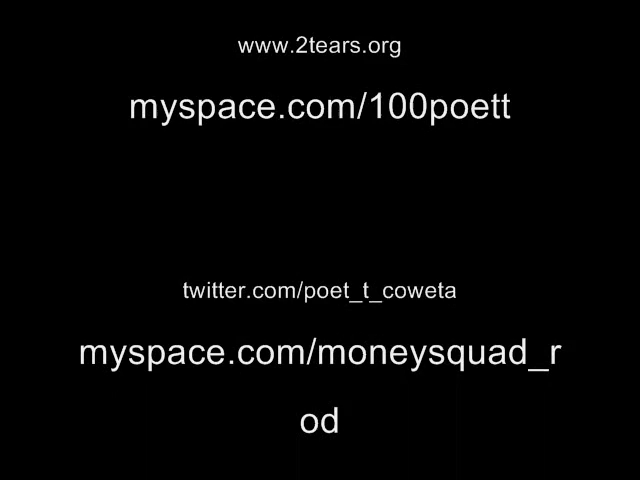 www.2tears.org
myspace.com/100poett
twitter.com/poet_t_coweta
myspace.com/moneysquad_r
od